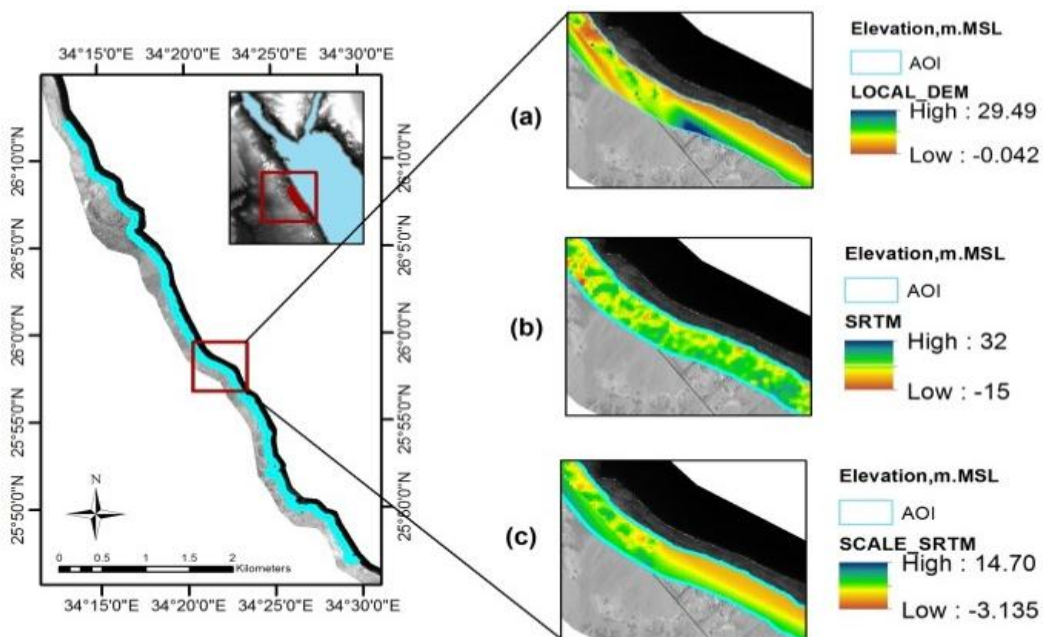 34°15'0"E 34°20'0"E 34°25'0"E 34°30'0"E
26°10'0"N
26°5'0"N
26°0'0"N
25°55'0"N
25°50'0"N
26°10'0"N
26°5'0"N
26°0'0"N
25°55'0"N
25°50'0"N
N
0 0.5 1 2
Kilometers
34°15'0"E 34°20'0"E 34°25'0"E 34°30'0"E
(a)
Elevation,m.MSL
AOI
LOCAL_DEM
High : 29.49
Low : -0.042
(b)
Elevation,m.MSL
AOI
SRTM
High : 32
Low : -15
(c)
Elevation,m.MSL
AOI
SCALE_SRTM
High : 14.70
Low : -3.135